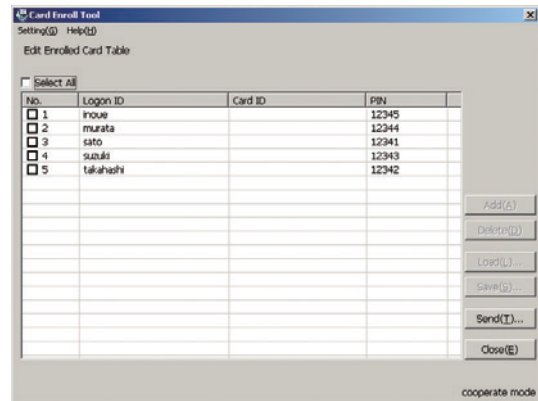 Card Enroll Tool
Setting(G) Help(H)
Edit Enrolled Card Table
Select All
No. Logon ID Card ID PIN
1 inoue 12345
2 murata 12344
3 sato 12341
4 suzuki 12343
5 takahashi 12342
Add(A)
Delete(D)
Load(L)...
Save(S)...
Send(T)...
Close(E)
cooperate mode